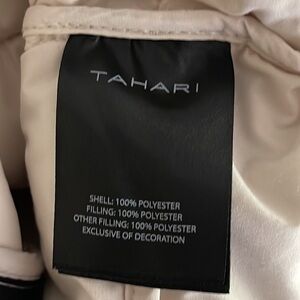 TAHARI
SHELL: 100% POLYESTER
FILLING: 100% POLYESTER
OTHER FILLING: 100% POLYESTER
EXCLUSIVE OF DECORATION